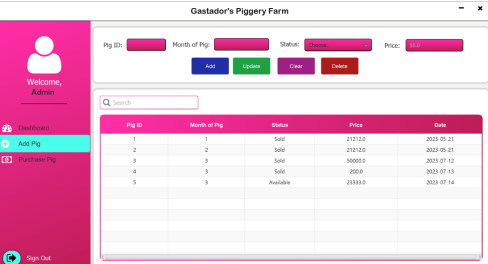 Gastador's Piggery Farm
Pig ID: Month of Pig: Status: Choose Price: $0.0
Add Update Clear Delete
Welcome,
Admin
Search
Dashboard
Add Pig
Purchase Pig
Sign Out
Pig ID Month of Pig Status Price Date
1 1 Sold 21212.0 2023-05-21
2 2 Sold 21212.0 2023-05-21
3 3 Sold 50000.0 2023-07-12
4 3 Sold 200.0 2023-07-13
5 3 Available 23333.0 2023-07-14